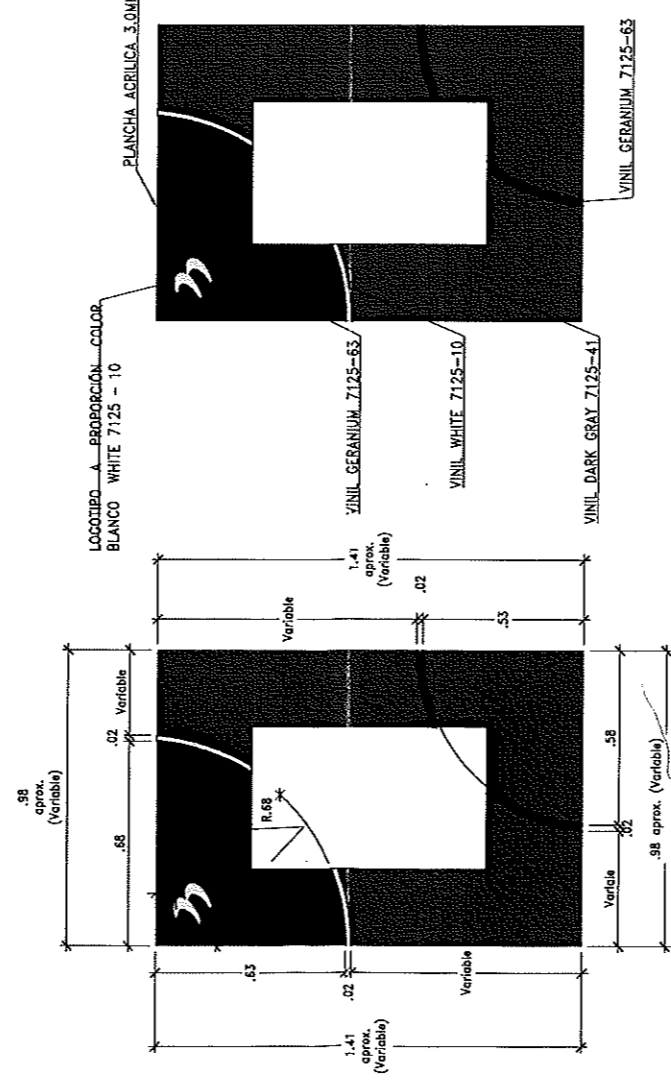 PLANCHA ACRILICA 3.0M
LOGOTIPO A PROPORCIÓN COLOR
BLANCO WHITE 7125 - 10
VINIL GERANIUM 7125-63
VINIL GERANIUM 7125-63
VINIL WHITE 7125-10
VINIL DARK GRAY 7125-41
.98
aprox.
(Variable)
.68
.02
Variable
1.41
aprox.
(Variable)
Variable
.02
.53
R.68
.63
.02
Variable
1.41
aprox.
(Variable)
Variale
.02
.58
.98 aprox. (Variable)